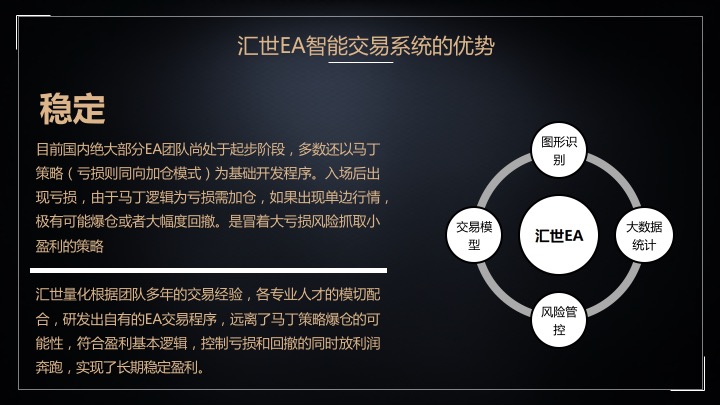 汇世EA智能交易系统的优势
稳定
目前国内绝大部分EA团队尚处于起步阶段，多数还以马丁
策略（亏损则同向加仓模式）为基础开发程序。入场后出
现亏损，由于马丁逻辑为亏损需加仓，如果出现单边行情，
极有可能爆仓或者大幅度回撤。是冒着大亏损风险抓取小
盈利的策略
汇世量化根据团队多年的交易经验，各专业人才的模切配
合，研发出自有的EA交易程序，远离了马丁策略爆仓的可
能性，符合盈利基本逻辑，控制亏损和回撤的同时放利润
奔跑，实现了长期稳定盈利。
图形识
别
交易模
型
汇世EA
大数据
统计
风险管
控